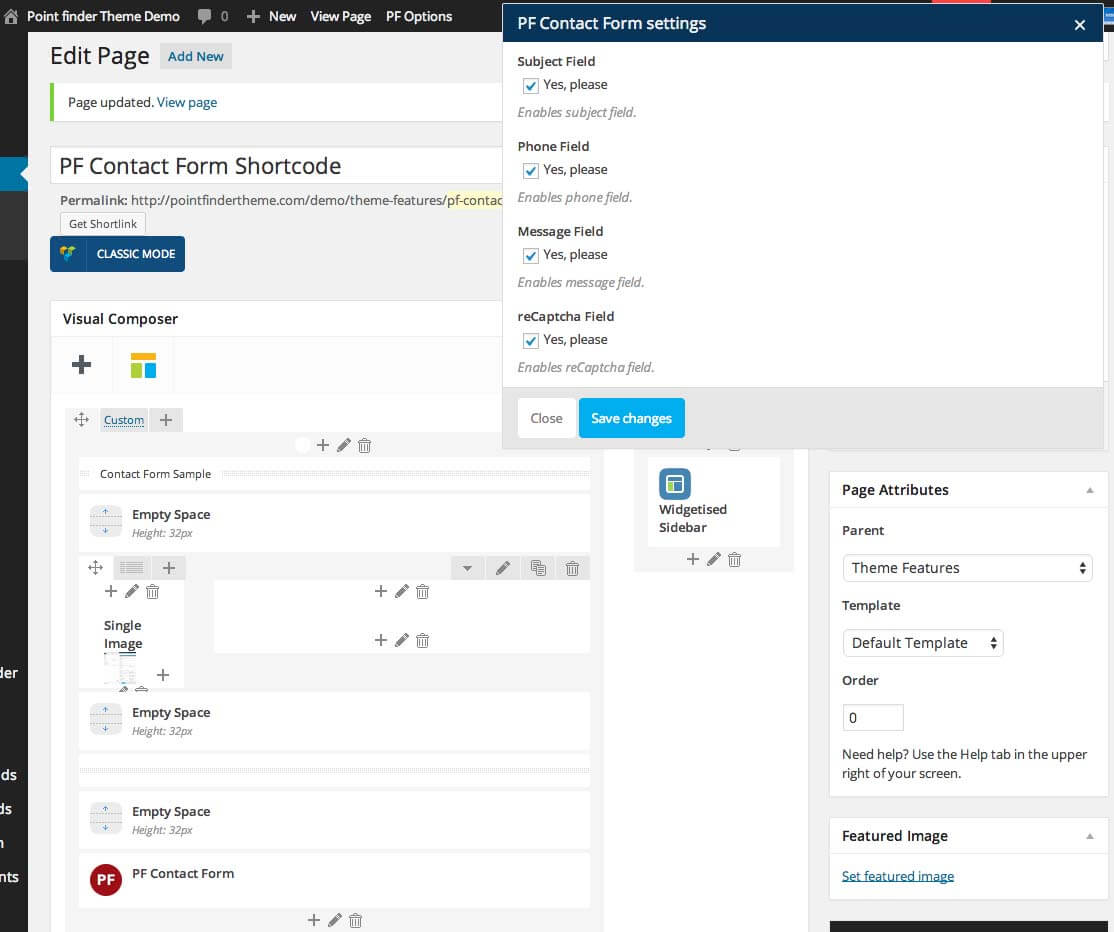 Point finder Theme Demo 0 New View Page PF Options
Edit Page Add New
Page updated. View page
PF Contact Form Shortcode
Permalink: http://pointfindertheme.com/demo/theme-features/pf-contac
Get Shortlink
CLASSIC MODE
PF Contact Form settings
Subject Field
Yes, please
Enables subject field.
Phone Field
Yes, please
Enables phone field.
Message Field
Yes, please
Enables message field.
reCaptcha Field
Yes, please
Enables reCaptcha field.
Close Save changes
Visual Composer
Custom
Contact Form Sample
Empty Space
Height: 32px
Single
Image
Empty Space
Height: 32px
Empty Space
Height: 32px
PF PF Contact Form
Widgetised
Sidebar
Page Attributes
Parent
Theme Features
Template
Default Template
Order
0
Need help? Use the Help tab in the upper
right of your screen.
Featured Image
Set featured image
der
ds
ds
n
nts